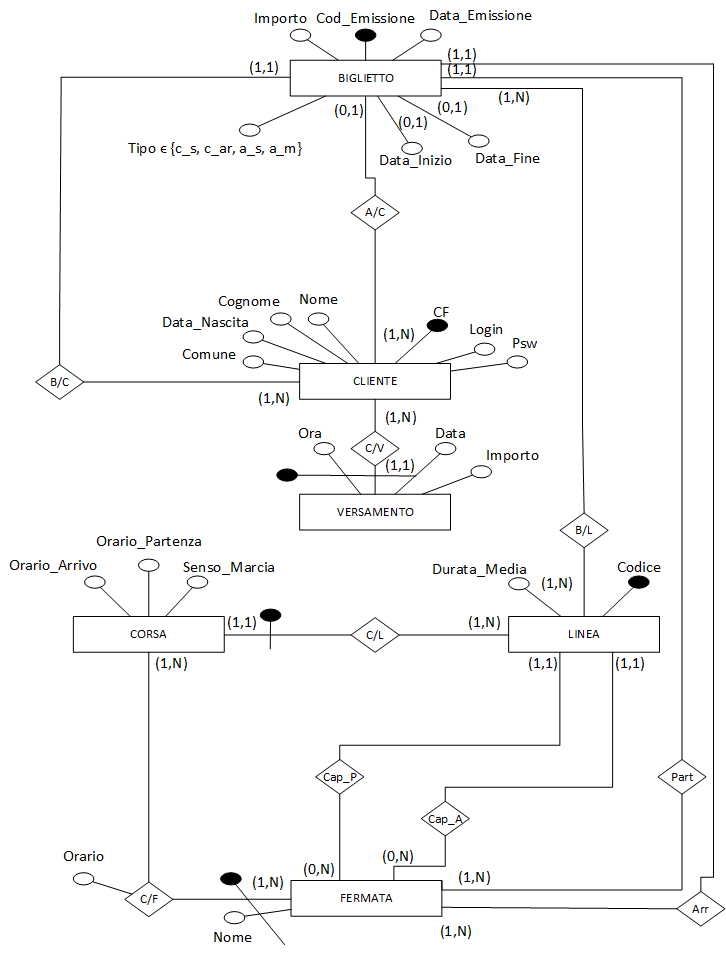 Importo Cod_Emissione Data_Emissione
(1,1)
(1,1) (1,1)
BIGLIETTO
(1,N)
(0,1) (0,1)
(0,1)
Tipo ϵ {c_s, c_ar, a_s, a_m}
Data_Inizio Data_Fine
A/C
Nome
Cognome CF
Data_Nascita
(1,N) Login
Comune Psw
B/C CLIENTE
(1,N)
(1,N)
Ora Data
C/V
Importo
(1,1)
VERSAMENTO
B/L
Orario_Partenza
Orario_Arrivo Senso_Marcia
Durata_Media Codice
(1,N)
(1,1) (1,N)
CORSA C/L LINEA
(1,N) (1,1) (1,1)
Cap_P Part
Cap_A
Orario (0,N) (0,N)
(1,N) (1,N)
C/F FERMATA
Arr
Nome (1,N)